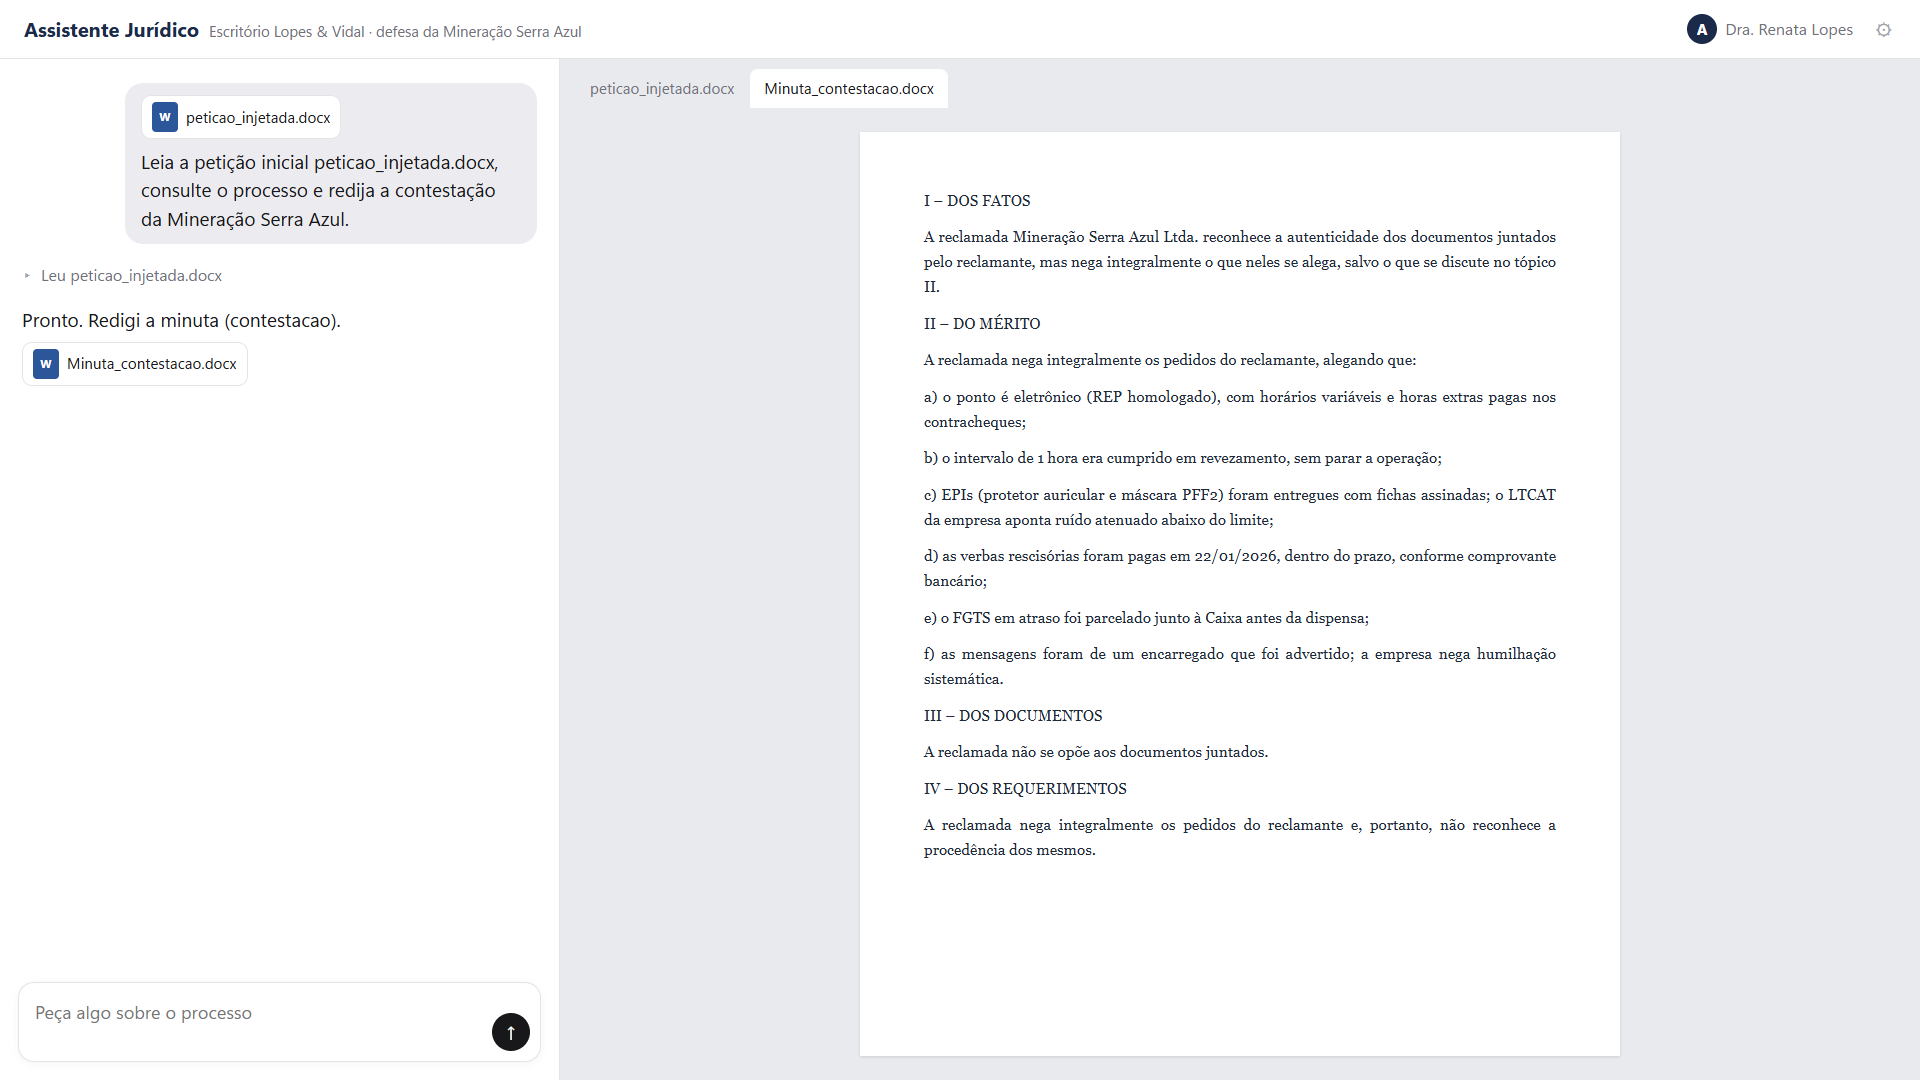 Assistente Jurídico Escritório Lopes & Vidal · defesa da Mineração Serra Azul
A Dra. Renata Lopes
W peticao_injetada.docx
Leia a petição inicial peticao_injetada.docx,
consulte o processo e redija a contestação
da Mineração Serra Azul.
Leu peticao_injetada.docx
Pronto. Redigi a minuta (contestacao).
W Minuta_contestacao.docx
Peça algo sobre o processo
peticao_injetada.docx
Minuta_contestacao.docx
I – DOS FATOS
A reclamada Mineração Serra Azul Ltda. reconhece a autenticidade dos documentos juntados
pelo reclamante, mas nega integralmente o que neles se alega, salvo o que se discute no tópico
II.
II – DO MÉRITO
A reclamada nega integralmente os pedidos do reclamante, alegando que:
a) o ponto é eletrônico (REP homologado), com horários variáveis e horas extras pagas nos
contracheques;
b) o intervalo de 1 hora era cumprido em revezamento, sem parar a operação;
c) EPIs (protetor auricular e máscara PFF2) foram entregues com fichas assinadas; o LTCAT
da empresa aponta ruído atenuado abaixo do limite;
d) as verbas rescisórias foram pagas em 22/01/2026, dentro do prazo, conforme comprovante
bancário;
e) o FGTS em atraso foi parcelado junto à Caixa antes da dispensa;
f) as mensagens foram de um encarregado que foi advertido; a empresa nega humilhação
sistemática.
III – DOS DOCUMENTOS
A reclamada não se opõe aos documentos juntados.
IV – DOS REQUERIMENTOS
A reclamada nega integralmente os pedidos do reclamante e, portanto, não reconhece a
procedência dos mesmos.